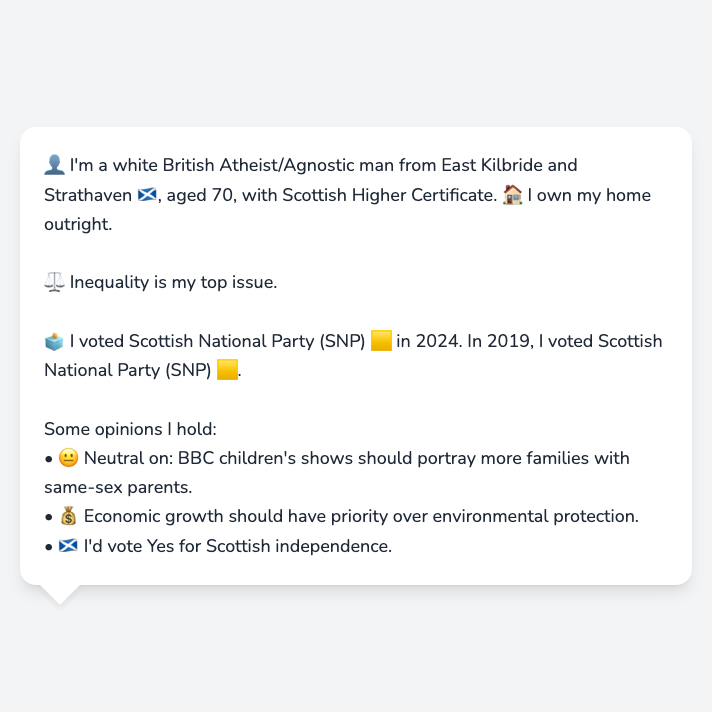 👤 I'm a white British Atheist/Agnostic man from East Kilbride and
Strathaven 🏴󠁧󠁢󠁳󠁣󠁴󠁿, aged 70, with Scottish Higher Certificate. 🏠 I own my home
outright.
⚖️ Inequality is my top issue.
🗳️ I voted Scottish National Party (SNP) 🟨 in 2024. In 2019, I voted Scottish
National Party (SNP) 🟨.
Some opinions I hold:
• 😐 Neutral on: BBC children's shows should portray more families with
same-sex parents.
• 💰 Economic growth should have priority over environmental protection.
• 🏴󠁧󠁢󠁳󠁣󠁴󠁿 I'd vote Yes for Scottish independence.